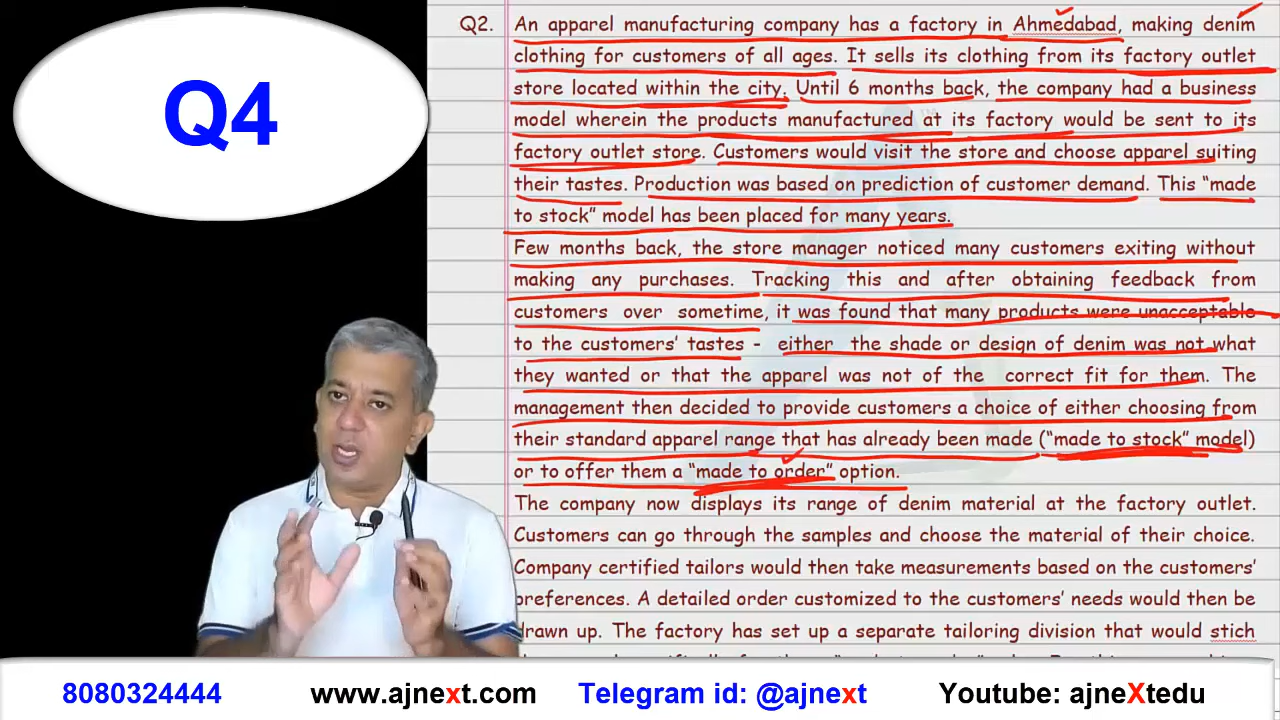 Q4
Q2. An apparel manufacturing company has a factory in Ahmedabad, making denim
clothing for customers of all ages. It sells its clothing from its factory outlet
store located within the city. Until 6 months back, the company had a business
model wherein the products manufactured at its factory would be sent to its
factory outlet store. Customers would visit the store and choose apparel suiting
their tastes. Production was based on prediction of customer demand. This “made
to stock” model has been placed for many years.
Few months back, the store manager noticed many customers exiting without
making any purchases. Tracking this and after obtaining feedback from
customers over sometime, it was found that many products were unacceptable
to the customers’ tastes - either the shade or design of denim was not what
they wanted or that the apparel was not of the correct fit for them. The
management then decided to provide customers a choice of either choosing from
their standard apparel range that has already been made (“made to stock” model)
or to offer them a “made to order” option.
The company now displays its range of denim material at the factory outlet.
Customers can go through the samples and choose the material of their choice.
Company certified tailors would then take measurements based on the customers’
preferences. A detailed order customized to the customers’ needs would then be
drawn up. The factory has set up a separate tailoring division that would stich
8080324444 www.ajnext.com Telegram id: @ajnext Youtube: ajneXtedu